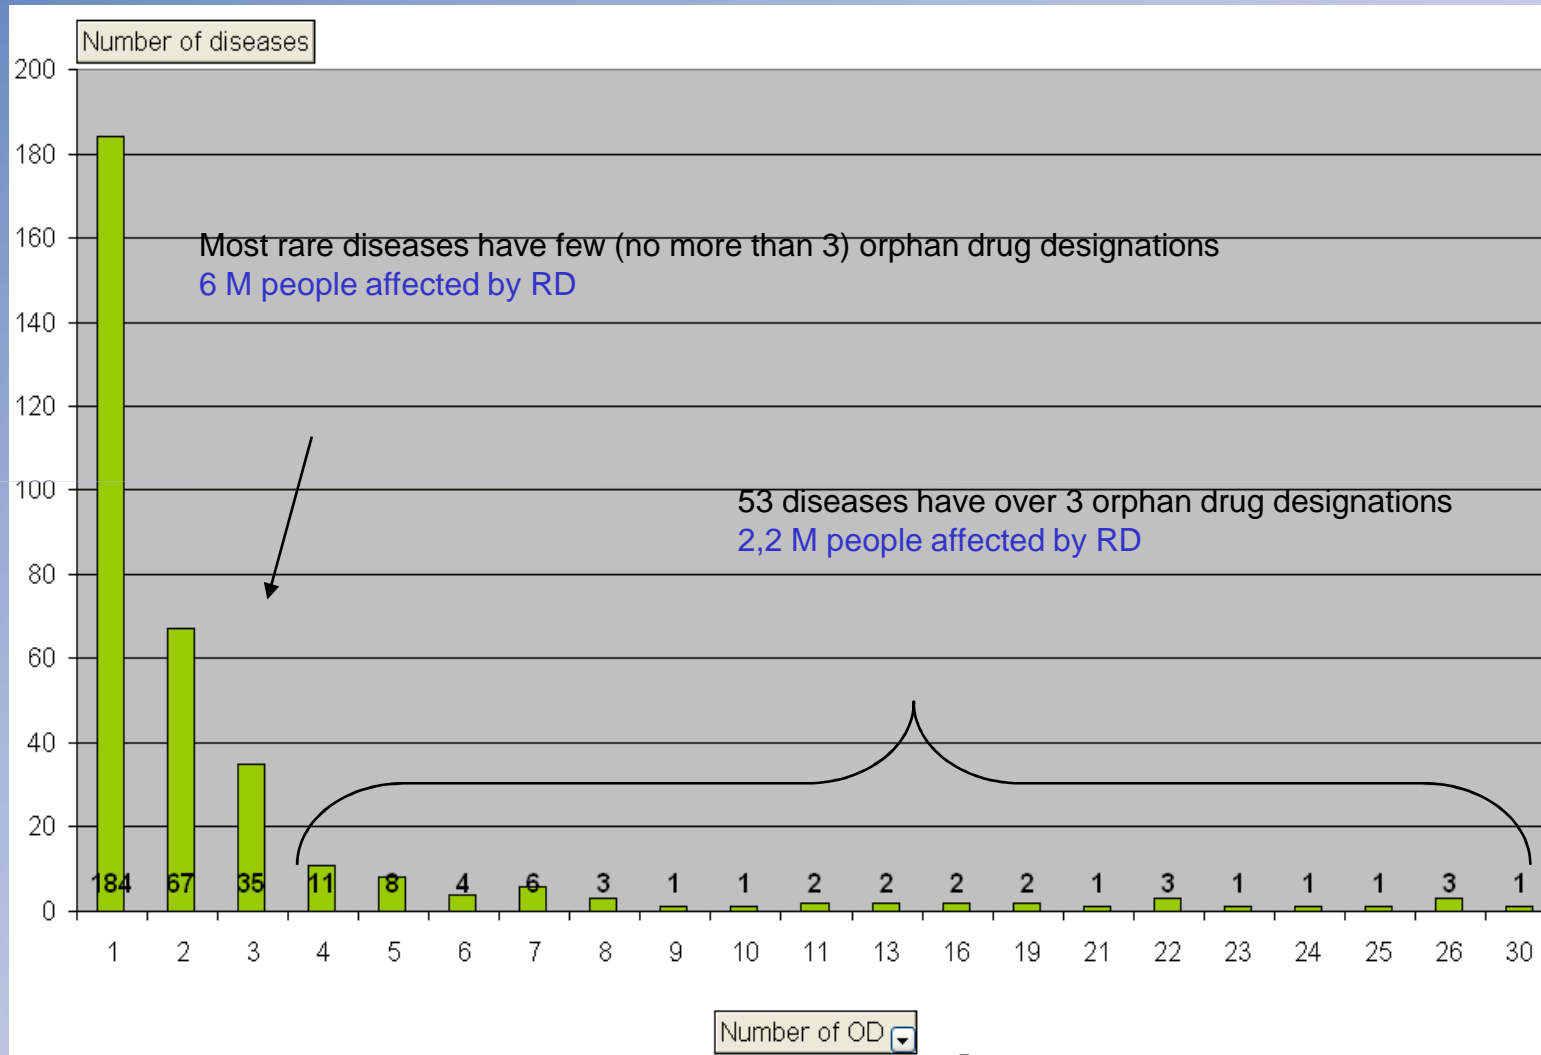 Number of diseases
200
180
160
Most rare diseases have few (no more than 3) orphan drug designations
6 M people affected by RD
140
120
100
53 diseases have over 3 orphan drug designations
2,2 M people affected by RD
80
60
40
20
184 67 35 11 8 4 6 3 1 1 2 2 2 2 1 3 1 1 1 3 1
0
1 2 3 4 5 6 7 8 9 10 11 13 16 19 21 22 23 24 25 26 30
Number of OD